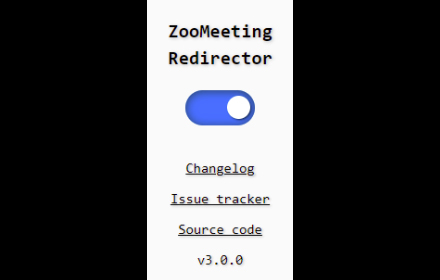 ZooMeeting
Redirector
Changelog
Issue tracker
Source code
v3.0.0